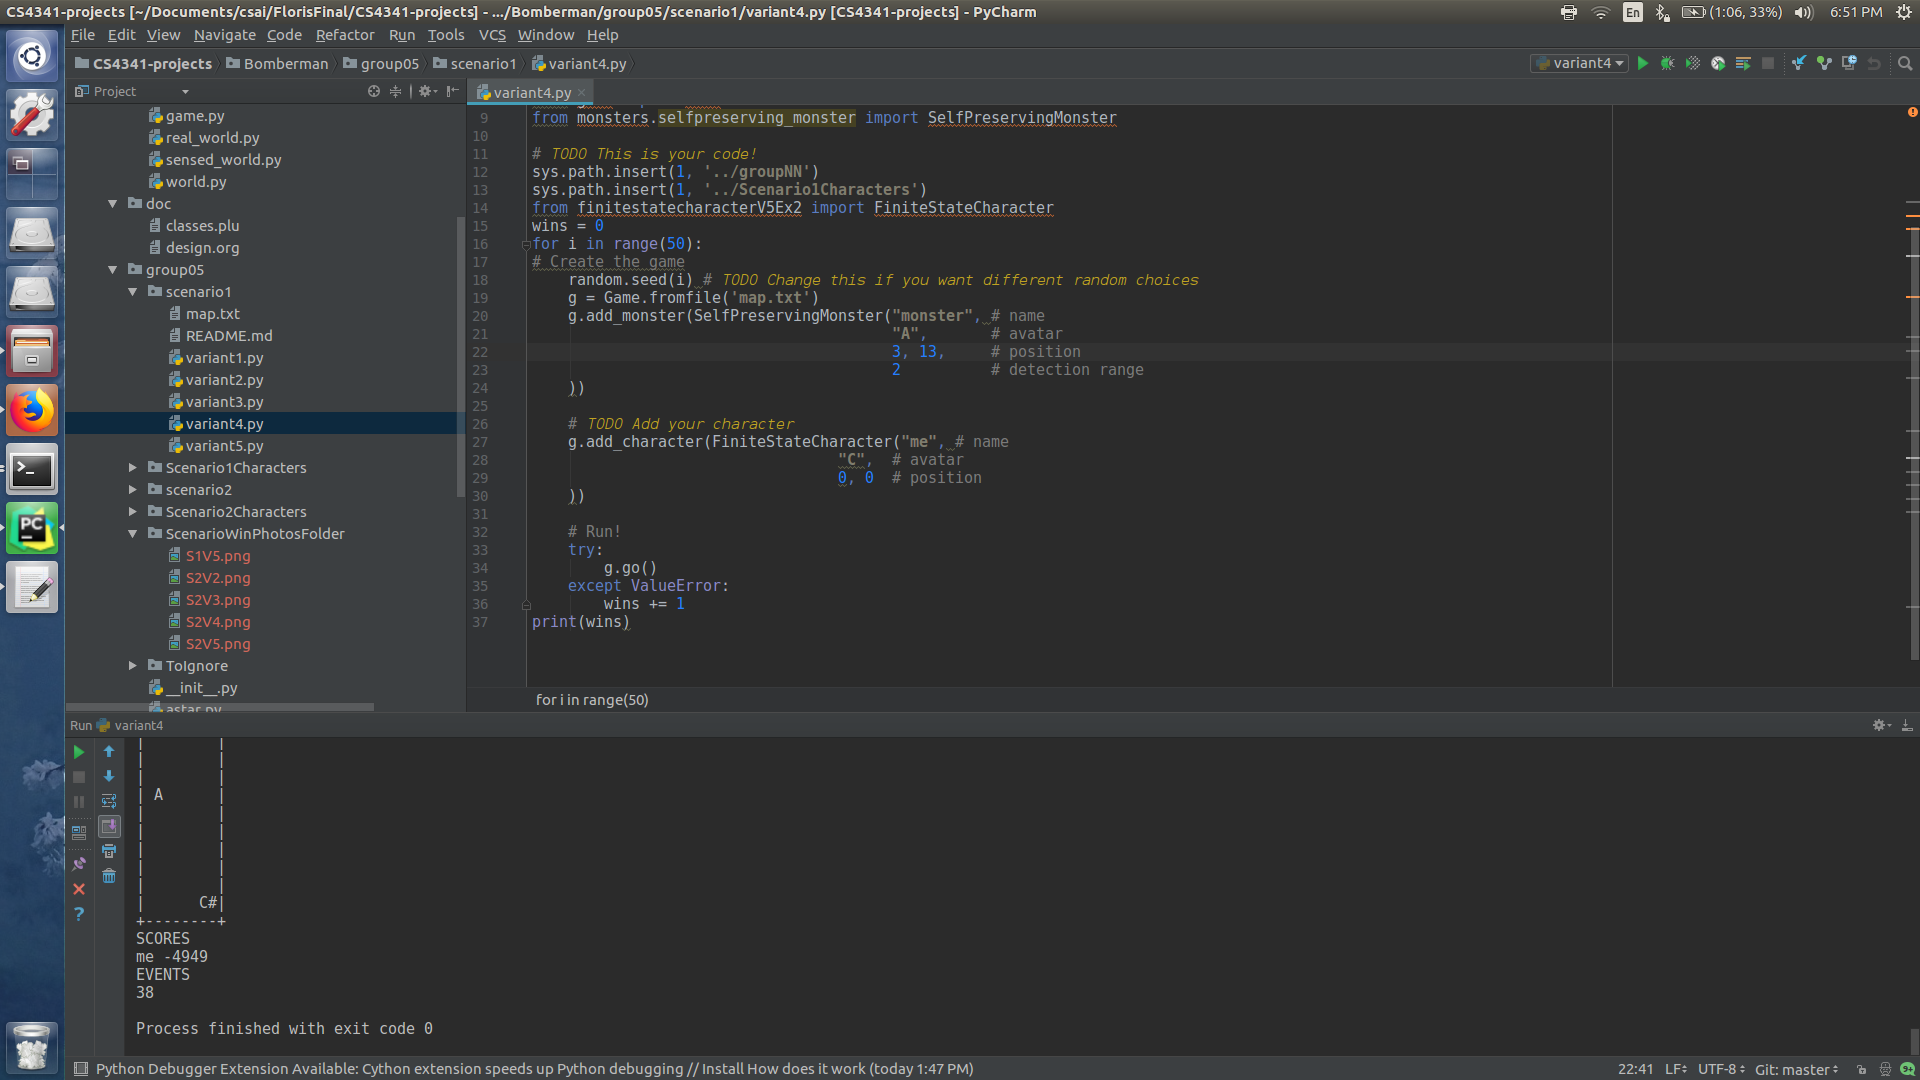 CS4341-projects [~/Documents/csai/FlorisFinal/CS4341-projects] - .../Bomberman/group05/scenario1/variant4.py [CS4341-projects] - PyCharm
En (1:06, 33%) 6:51 PM
File Edit View Navigate Code Refactor Run Tools VCS Window Help
CS4341-projects Bomberman group05 scenario1 variant4.py variant4
Project
variant4.py
game.py
real_world.py
sensed_world.py
world.py
doc
classes.plu
design.org
group05
scenario1
map.txt
README.md
variant1.py
variant2.py
variant3.py
variant4.py
variant5.py
Scenario1Characters
scenario2
Scenario2Characters
ScenarioWinPhotosFolder
S1V5.png
S2V2.png
S2V3.png
S2V4.png
S2V5.png
ToIgnore
__init__.py
astar.py
9 from monsters.selfpreserving_monster import SelfPreservingMonster
10
11 # TODO This is your code!
12 sys.path.insert(1, '../groupNN')
13 sys.path.insert(1, '../Scenario1Characters')
14 from finitestatecharacterV5Ex2 import FiniteStateCharacter
15 wins = 0
16 for i in range(50):
17 # Create the game
18 random.seed(i) # TODO Change this if you want different random choices
19 g = Game.fromfile('map.txt')
20 g.add_monster(SelfPreservingMonster("monster", # name
21 "A", # avatar
22 3, 13, # position
23 2 # detection range
24 ))
25
26 # TODO Add your character
27 g.add_character(FiniteStateCharacter("me", # name
28 "C", # avatar
29 0, 0 # position
30 ))
31
32 # Run!
33 try:
34 g.go()
35 except ValueError:
36 wins += 1
37 print(wins)
for i in range(50)
Run variant4
| |
| |
| |
| A |
| |
| |
| |
| |
| |
| C#|
+--------+
SCORES
me -4949
EVENTS
38
Process finished with exit code 0
Python Debugger Extension Available: Cython extension speeds up Python debugging // Install How does it work (today 1:47 PM)
22:41 LF UTF-8 Git: master